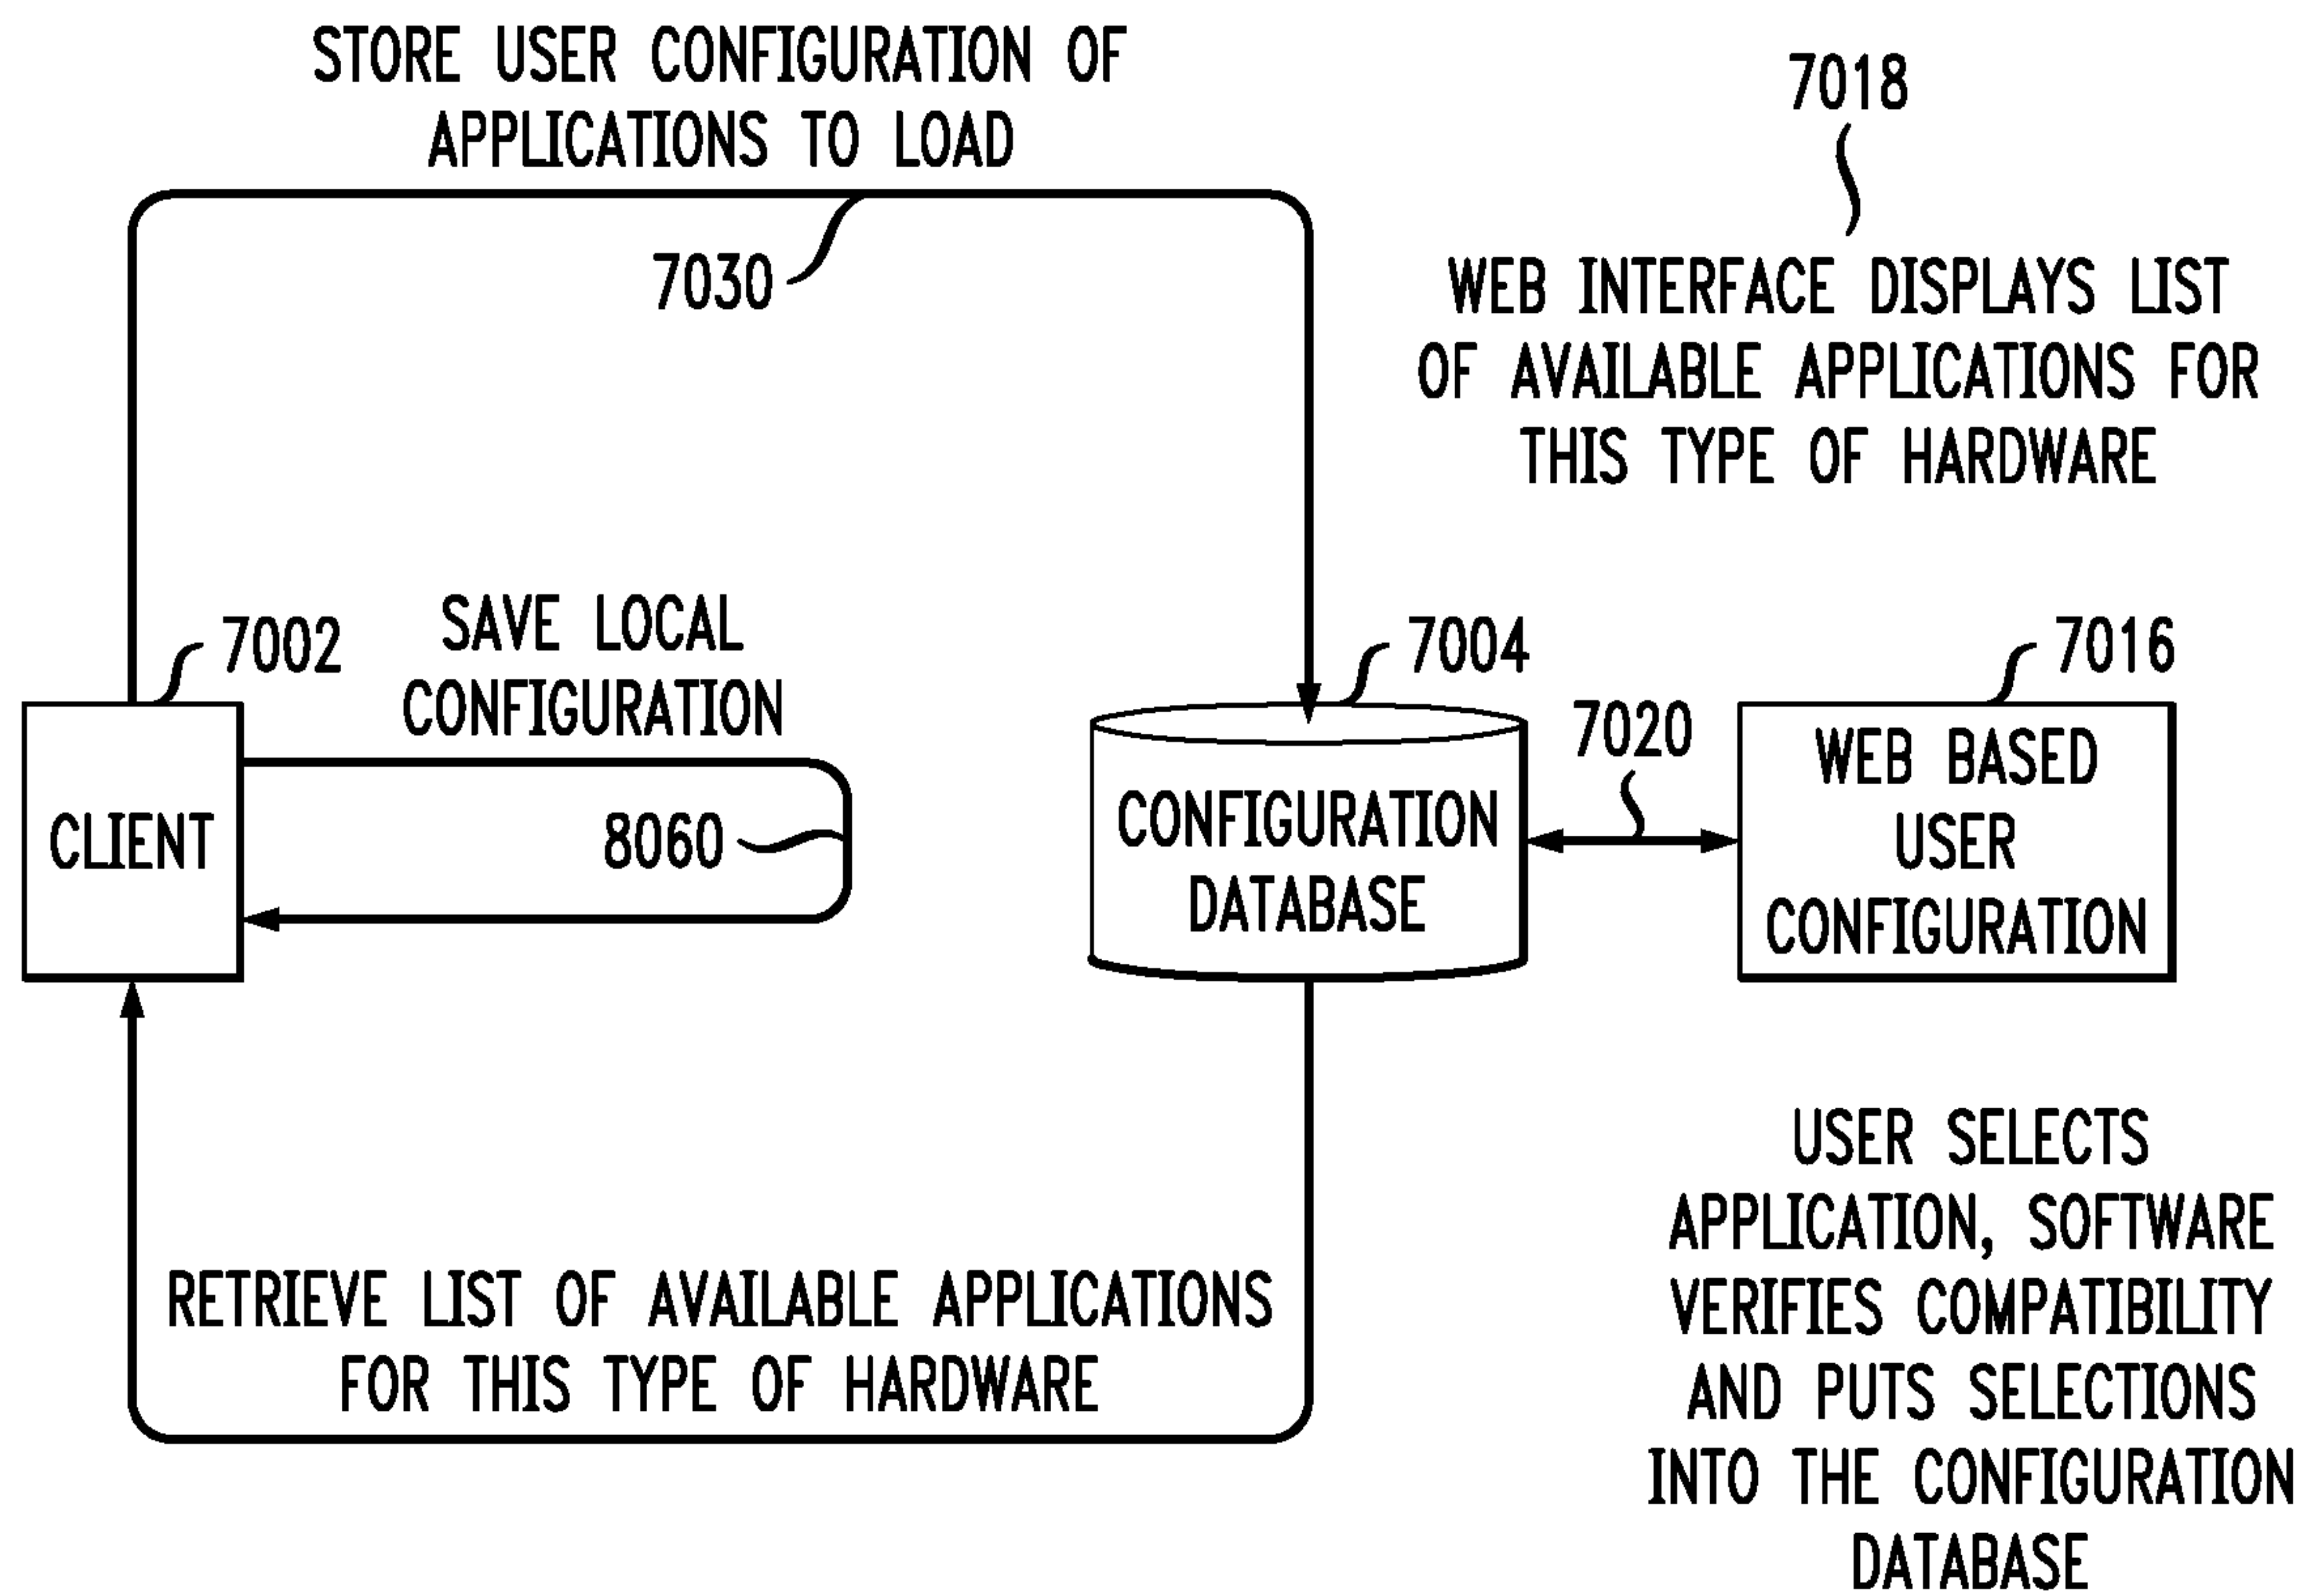 STORE USER CONFIGURATION OF
APPLICATIONS TO LOAD
7030
7018
WEB INTERFACE DISPLAYS LIST
OF AVAILABLE APPLICATIONS FOR
THIS TYPE OF HARDWARE
7002
SAVE LOCAL
CONFIGURATION
CLIENT
8060
7004
CONFIGURATION
DATABASE
7020
7016
WEB BASED
USER
CONFIGURATION
RETRIEVE LIST OF AVAILABLE APPLICATIONS
FOR THIS TYPE OF HARDWARE
USER SELECTS
APPLICATION, SOFTWARE
VERIFIES COMPATIBILITY
AND PUTS SELECTIONS
INTO THE CONFIGURATION
DATABASE